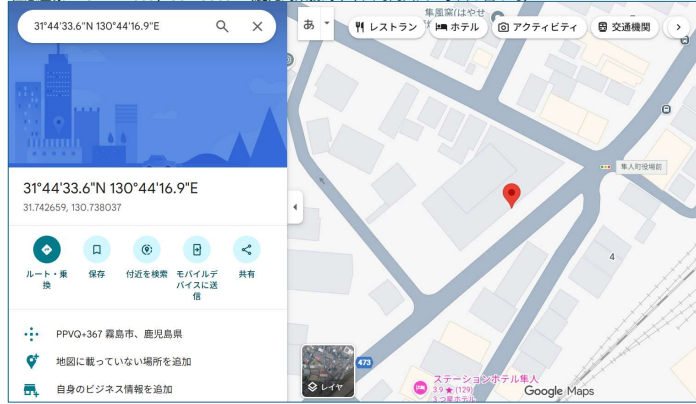 31°44'33.6"N 130°44'16.9"E
31°44'33.6"N 130°44'16.9"E
31.742659, 130.738037
ルート・乗換
保存
付近を検索
モバイルデバイスに送信
共有
PPVQ+367 霧島市、鹿児島県
地図に載っていない場所を追加
自身のビジネス情報を追加
あ
レストラン
ホテル
アクティビティ
交通機関
隼風窯(はやせ
隼人町役場前
4
473
レイヤ
ステーションホテル隼人
3.9★(129)
3つ星ホテル
Google Maps